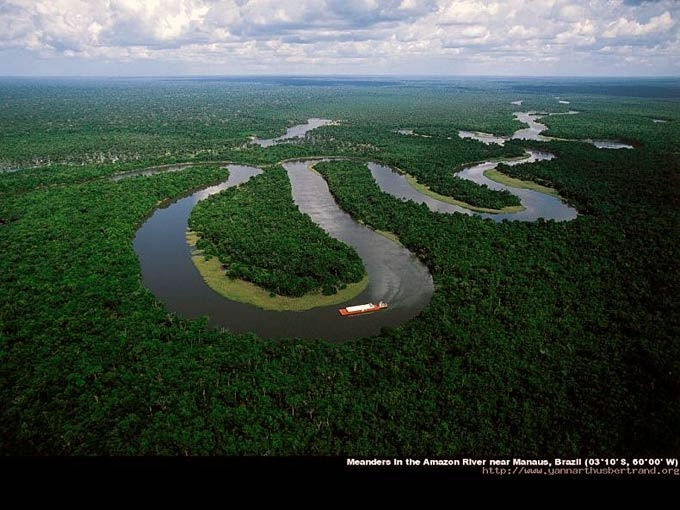 Meanders in the Amazon River near Manaus, Brazil (03°10' S, 60°00' W)
http://www.yannarthusbertrand.org